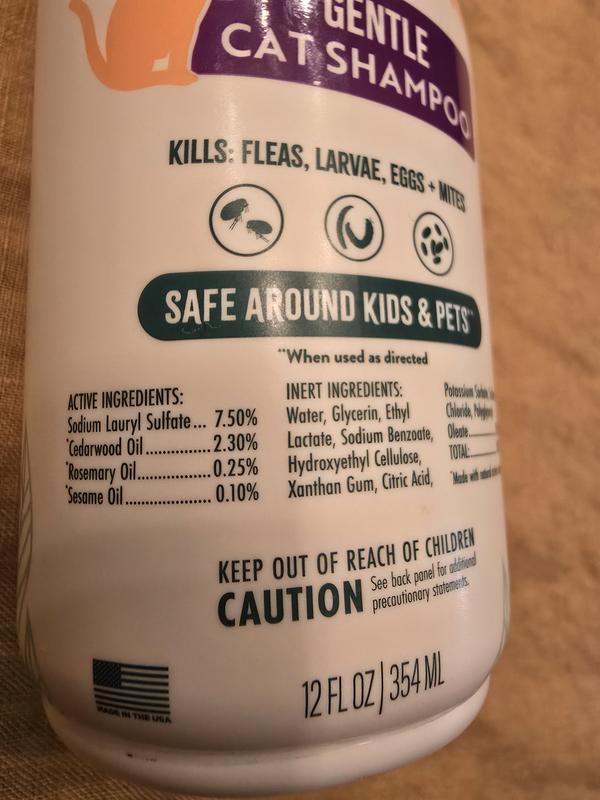 GENTLE
CAT SHAMPOO
KILLS: FLEAS, LARVAE, EGGS + MITES
SAFE AROUND KIDS & PETS**
**When used as directed
ACTIVE INGREDIENTS:
Sodium Lauryl Sulfate... 7.50%
*Cedarwood Oil................2.30%
*Rosemary Oil..................0.25%
*Sesame Oil.....................0.10%
INERT INGREDIENTS:
Water, Glycerin, Ethyl
Lactate, Sodium Benzoate,
Hydroxyethyl Cellulose,
Xanthan Gum, Citric Acid,
Potassium Sorbate,
Chloride,
Oleate
TOTAL:
*Made with natural
KEEP OUT OF REACH OF CHILDREN
CAUTION
See back panel for additional
precautionary statements.
MADE IN THE USA
12 FL OZ | 354 ML